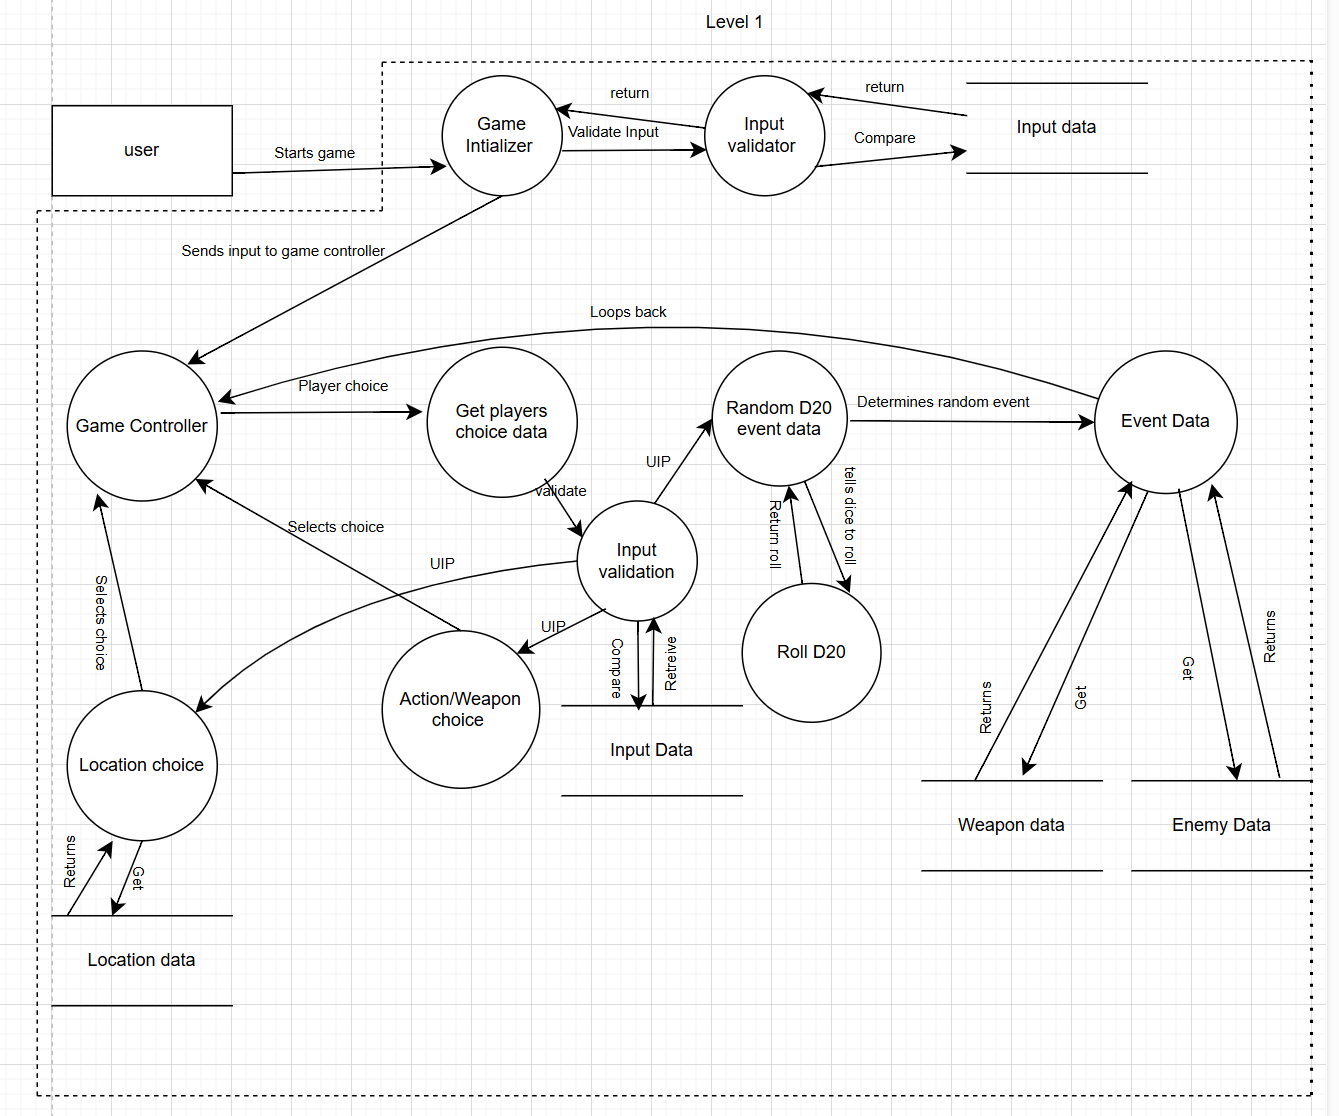 Level 1
user
Starts game
Game
Intializer
return
Validate Input
Input
validator
return
Compare
Input data
Sends input to game controller
Loops back
Game Controller
Player choice
Get players
choice data
Random D20
event data
Determines random event
Event Data
UIP
validate
tells dice to roll
Return roll
Selects choice
UIP
Input
validation
Selects choice
UIP
Compare
Retreive
Roll D20
Returns
Get
Get
Returns
Action/Weapon
choice
Location choice
Input Data
Weapon data
Enemy Data
Returns
Get
Location data